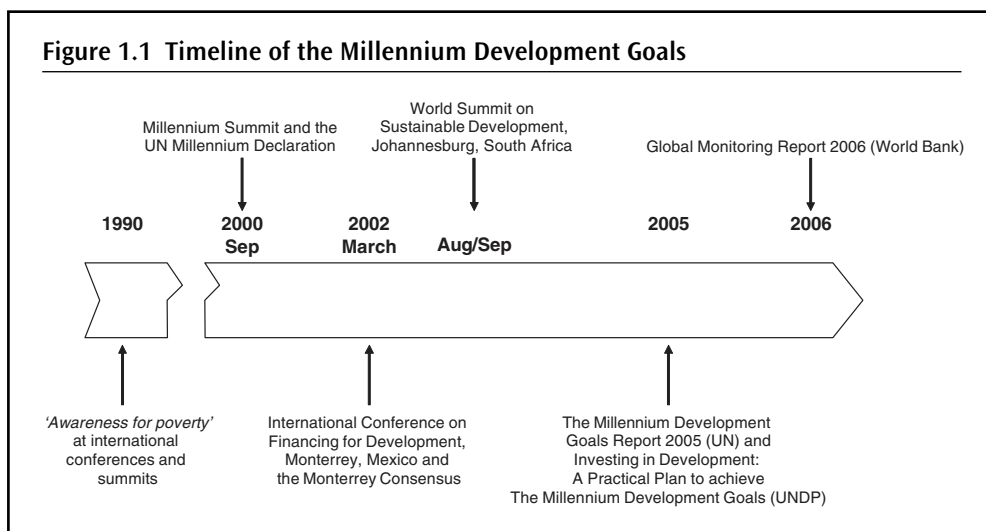 Figure 1.1 Timeline of the Millennium Development Goals
Millennium Summit and the
UN Millennium Declaration
World Summit on
Sustainable Development,
Johannesburg, South Africa
Global Monitoring Report 2006 (World Bank)
1990
2000
Sep
2002
March
Aug/Sep
2005
2006
'Awareness for poverty'
at international
conferences and
summits
International Conference on
Financing for Development,
Monterrey, Mexico and
the Monterrey Consensus
The Millennium Development
Goals Report 2005 (UN) and
Investing in Development:
A Practical Plan to achieve
The Millennium Development Goals (UNDP)